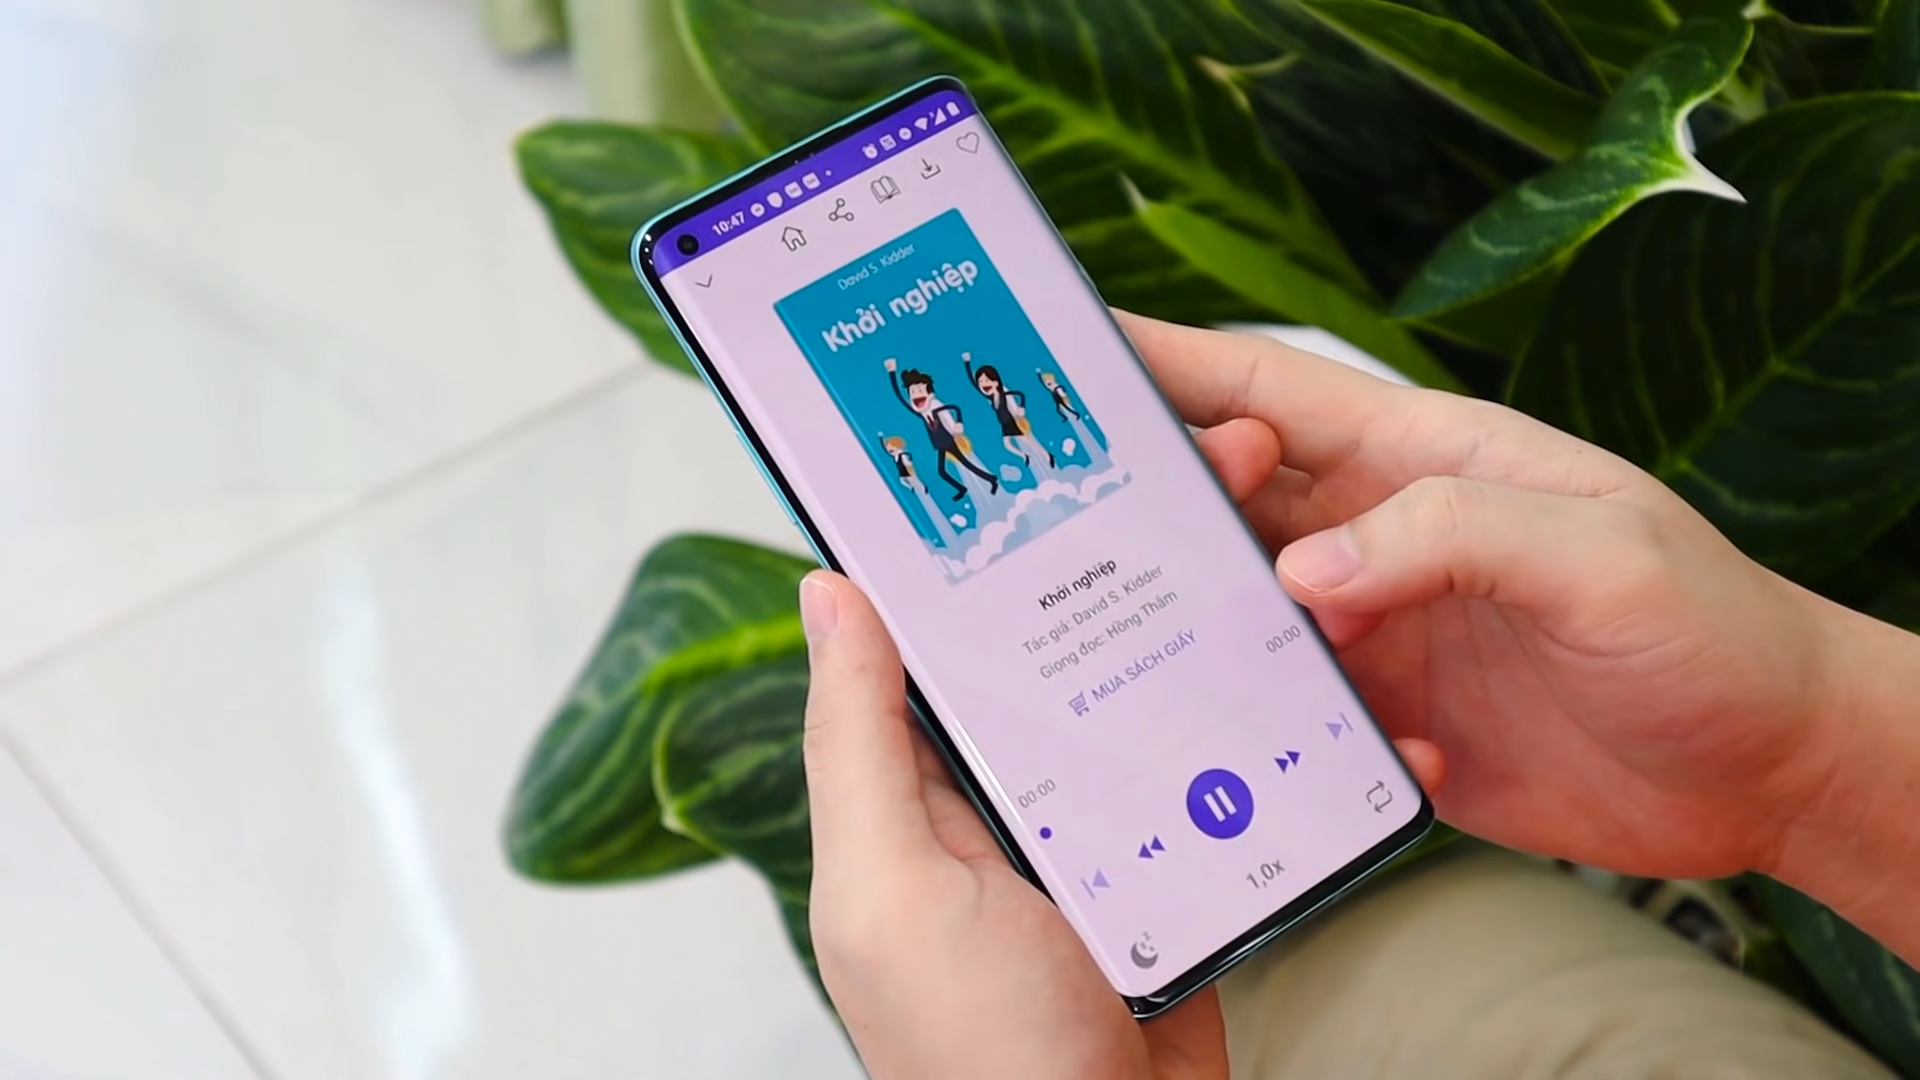 10:47
David S. Kidder
Khởi nghiệp
Khởi nghiệp
Tác giả: David S. Kidder
Giọng đọc: Hồng Thắm
MUA SÁCH GIẤY
00:00
00:00
1,0x